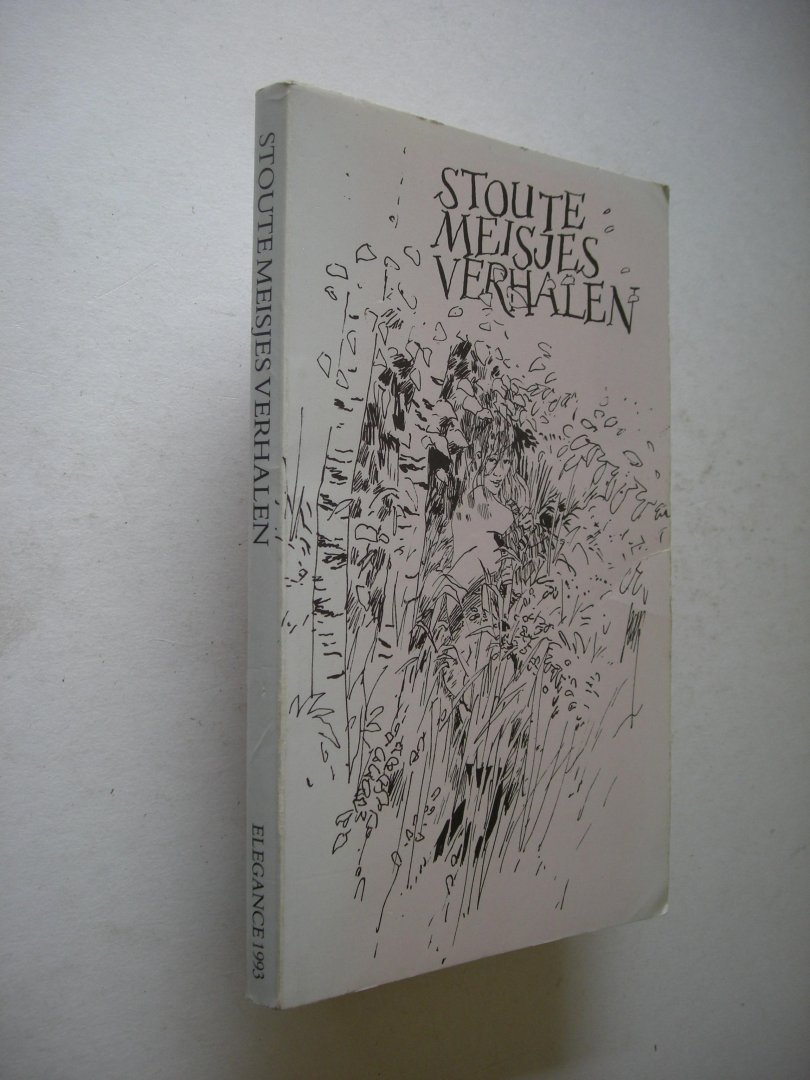 STOUTE
MEISJES
VERHALEN
STOUTE MEISJES VERHALEN
ELEGANCE 1993